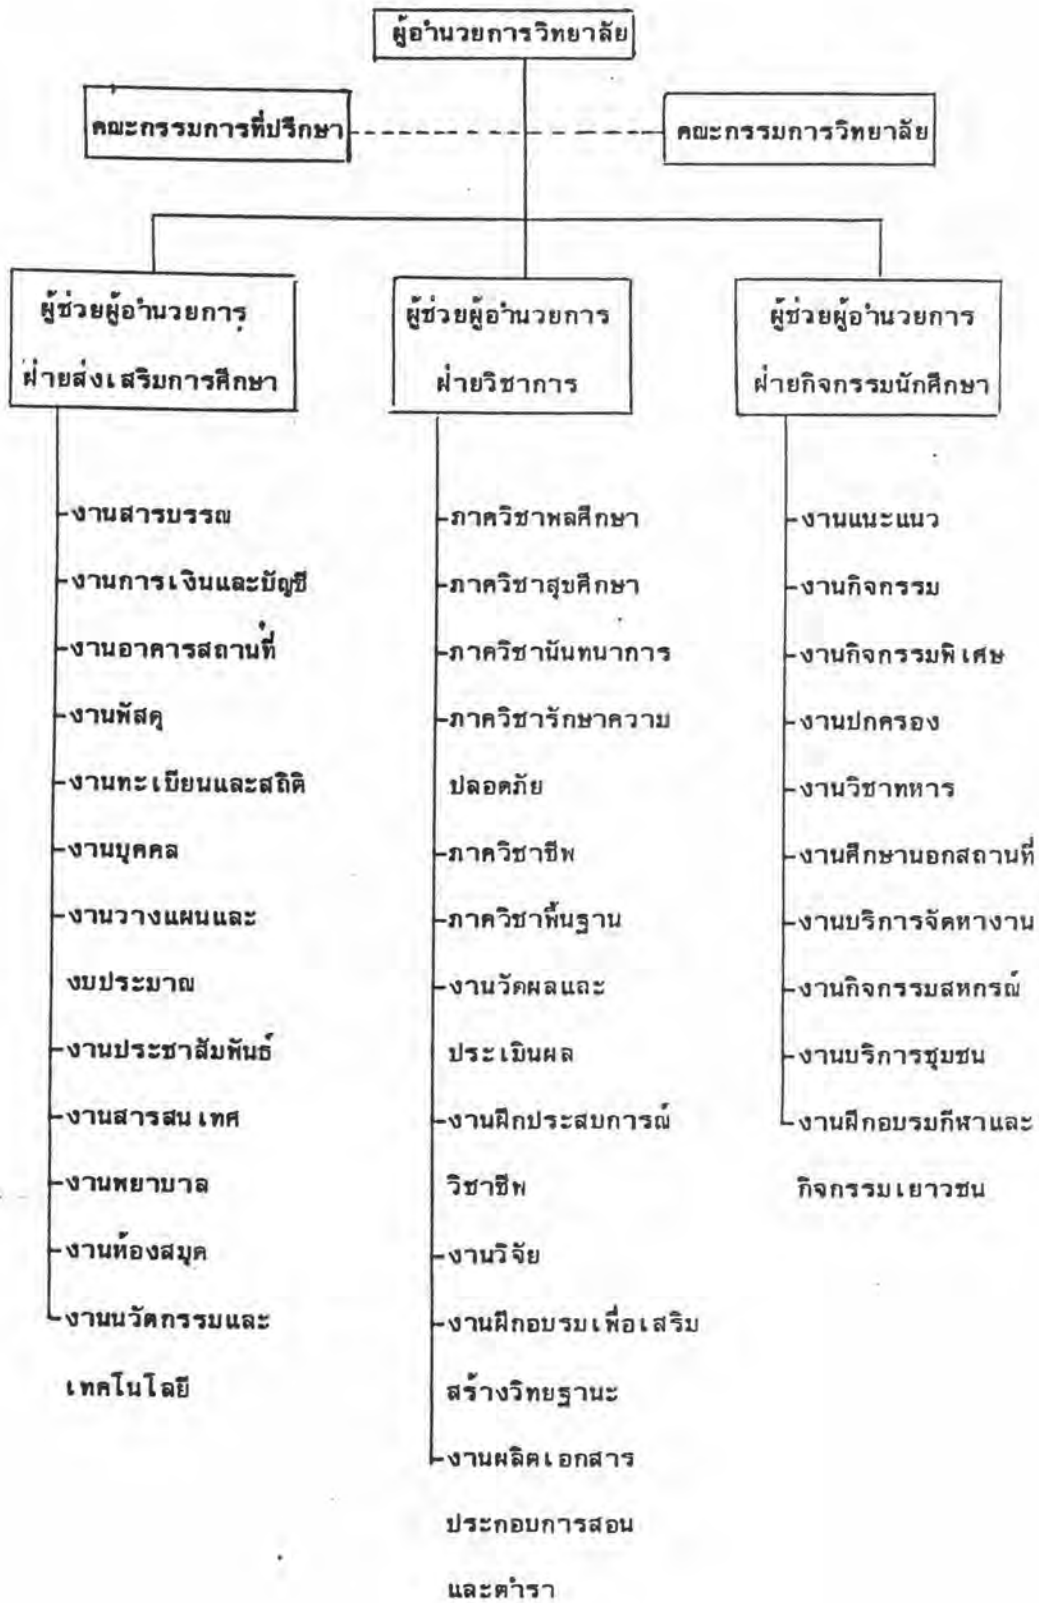 ผู้อำนวยการวิทยาลัย
คณะกรรมการที่ปรึกษา
คณะกรรมการวิทยาลัย
ผู้ช่วยผู้อำนวยการ
ฝ่ายส่งเสริมการศึกษา
ผู้ช่วยผู้อำนวยการ
ฝ่ายวิชาการ
ผู้ช่วยผู้อำนวยการ
ฝ่ายกิจกรรมนักศึกษา
-งานสารบรรณ
-งานการเงินและบัญชี
-งานอาคารสถานที่
-งานพัสดุ
-งานทะเบียนและสถิติ
-งานบุคคล
-งานวางแผนและ
งบประมาณ
-งานประชาสัมพันธ์
-งานสารสนเทศ
-งานพยาบาล
-งานห้องสมุด
-งานนวัตกรรมและ
เทคโนโลยี
-ภาควิชาพลศึกษา
-ภาควิชาสุขศึกษา
-ภาควิชานันทนาการ
-ภาควิชารักษาความ
ปลอดภัย
-ภาควิชาชีพ
-ภาควิชาพื้นฐาน
-งานวัดผลและ
ประเมินผล
-งานฝึกประสบการณ์
วิชาชีพ
-งานวิจัย
-งานฝึกอบรมเพื่อเสริม
สร้างวิทยฐานะ
-งานผลิตเอกสาร
ประกอบการสอน
และตำรา
-งานแนะแนว
-งานกิจกรรม
-งานกิจกรรมพิเศษ
-งานปกครอง
-งานวิชาทหาร
-งานศึกษานอกสถานที่
-งานบริการจัดหางาน
-งานกิจกรรมสหกรณ์
-งานบริการชุมชน
-งานฝึกอบรมกีฬาและ
กิจกรรมเยาวชน